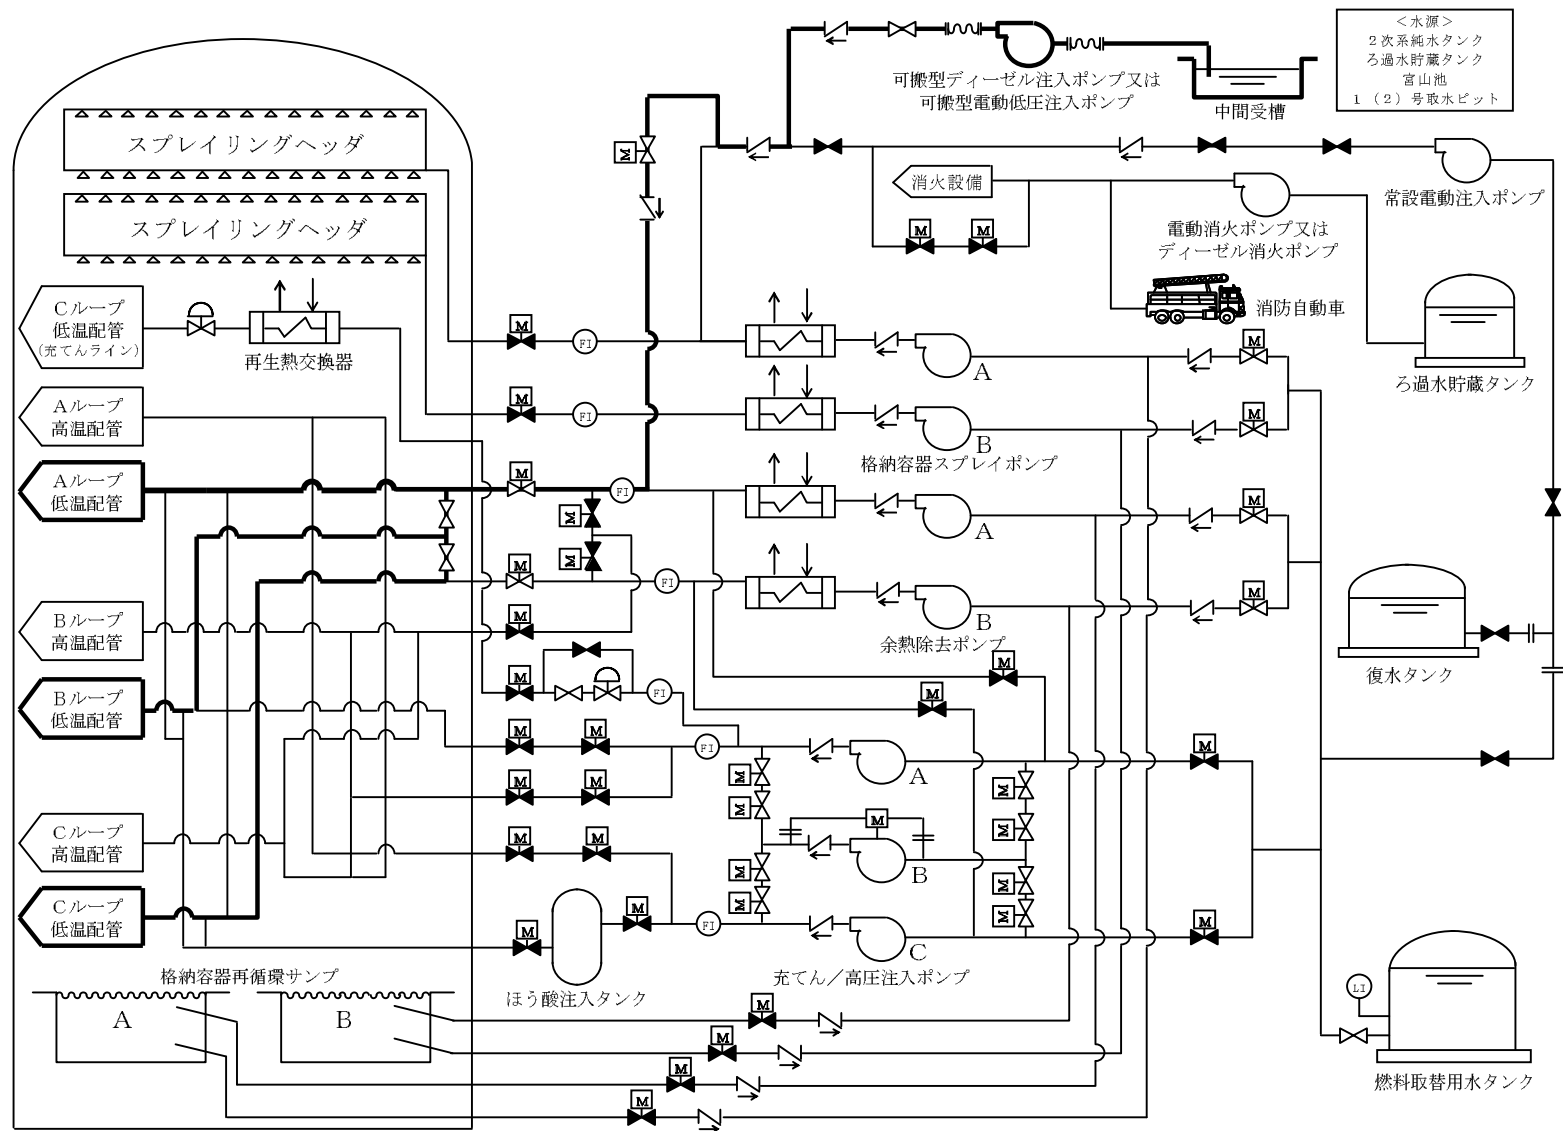 ＜水源＞
２次系純水タンク
ろ過水貯蔵タンク
宮山池
１（２）号取水ピット
可搬型ディーゼル注入ポンプ又は
可搬型電動低圧注入ポンプ
中間受槽
スプレイリングヘッダ
M
消火設備
常設電動注入ポンプ
スプレイリングヘッダ
M
M
電動消火ポンプ又は
ディーゼル消火ポンプ
Ｃループ
低温配管
(充てんライン)
再生熱交換器
M
FI
A
消防自動車
M
ろ過水貯蔵タンク
Ａループ
高温配管
M
FI
B
M
格納容器スプレイポンプ
Ａループ
低温配管
M
FI
M
A
M
M
M
FI
B
M
余熱除去ポンプ
Ｂループ
高温配管
M
M
復水タンク
M
FI
M
Ｂループ
低温配管
M
M
FI
A
M
M
M
M
M
M
M
M
B
M
M
M
M
Ｃループ
高温配管
M
M
M
M
FI
C
M
Ｃループ
低温配管
M
充てん／高圧注入ポンプ
ほう酸注入タンク
格納容器再循環サンプ
A
B
M
M
M
M
LI
燃料取替用水タンク